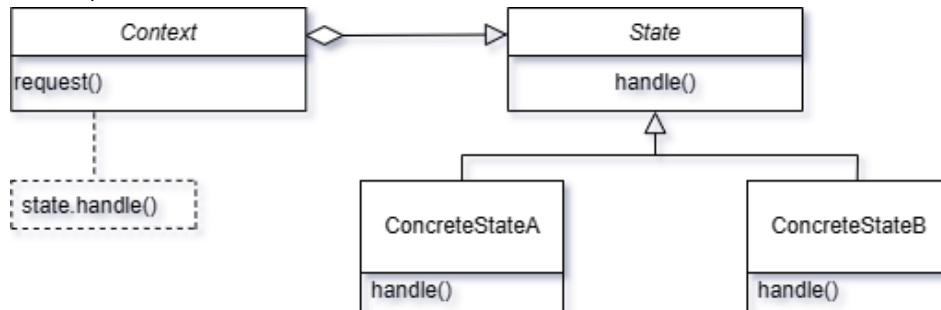 Context
State
request()
handle()
state.handle()
ConcreteStateA
ConcreteStateB
handle()
handle()